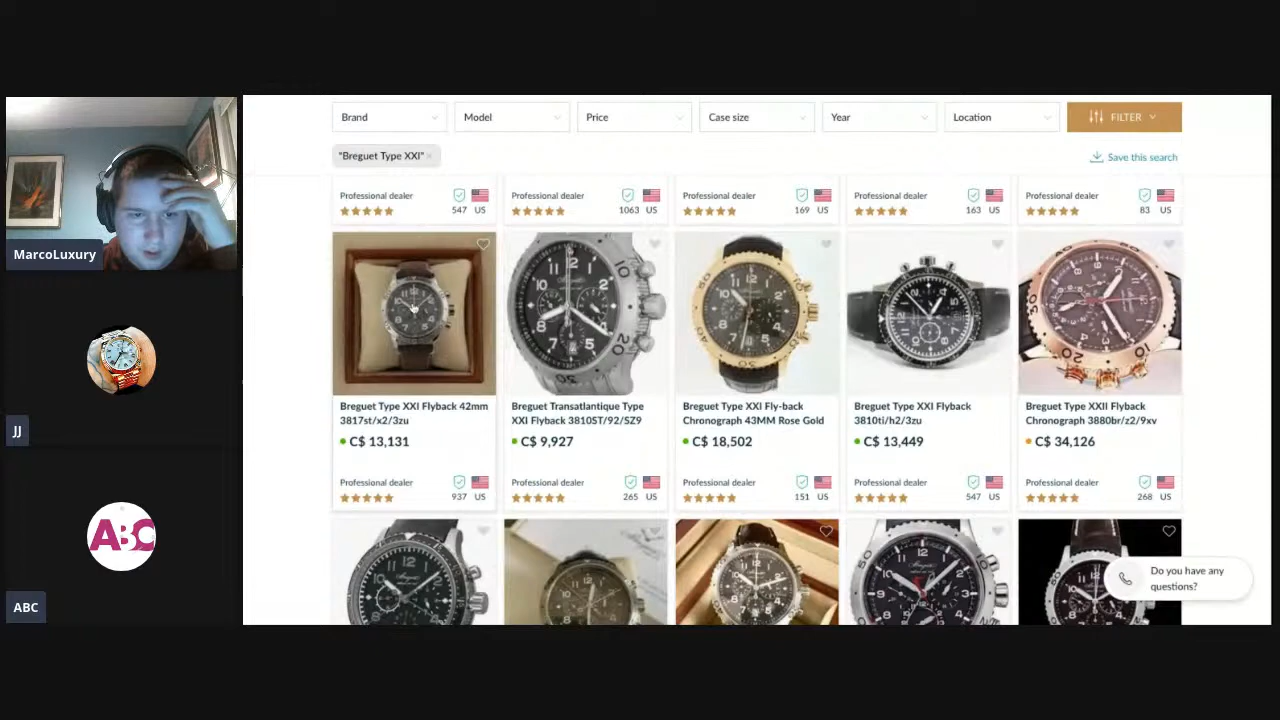 Brand
Model
Price
Case size
Year
Location
FILTER
"Breguet Type XXI" ×
Save this search
Professional dealer
547 US
Professional dealer
1063 US
Professional dealer
169 US
Professional dealer
163 US
Professional dealer
83 US
MarcoLuxury
JJ
ABC
ABC
Breguet Type XXI Flyback 42mm
3817st/x2/3zu
C$ 13,131
Professional dealer
937 US
Breguet Transatlantique Type
XXI Flyback 3810ST/92/SZ9
C$ 9,927
Professional dealer
265 US
Breguet Type XXI Fly-back
Chronograph 43MM Rose Gold
C$ 18,502
Professional dealer
151 US
Breguet Type XXI Flyback
3810ti/h2/3zu
C$ 13,449
Professional dealer
547 US
Breguet Type XXII Flyback
Chronograph 3880br/z2/9xv
C$ 34,126
Professional dealer
268 US
Do you have any
questions?